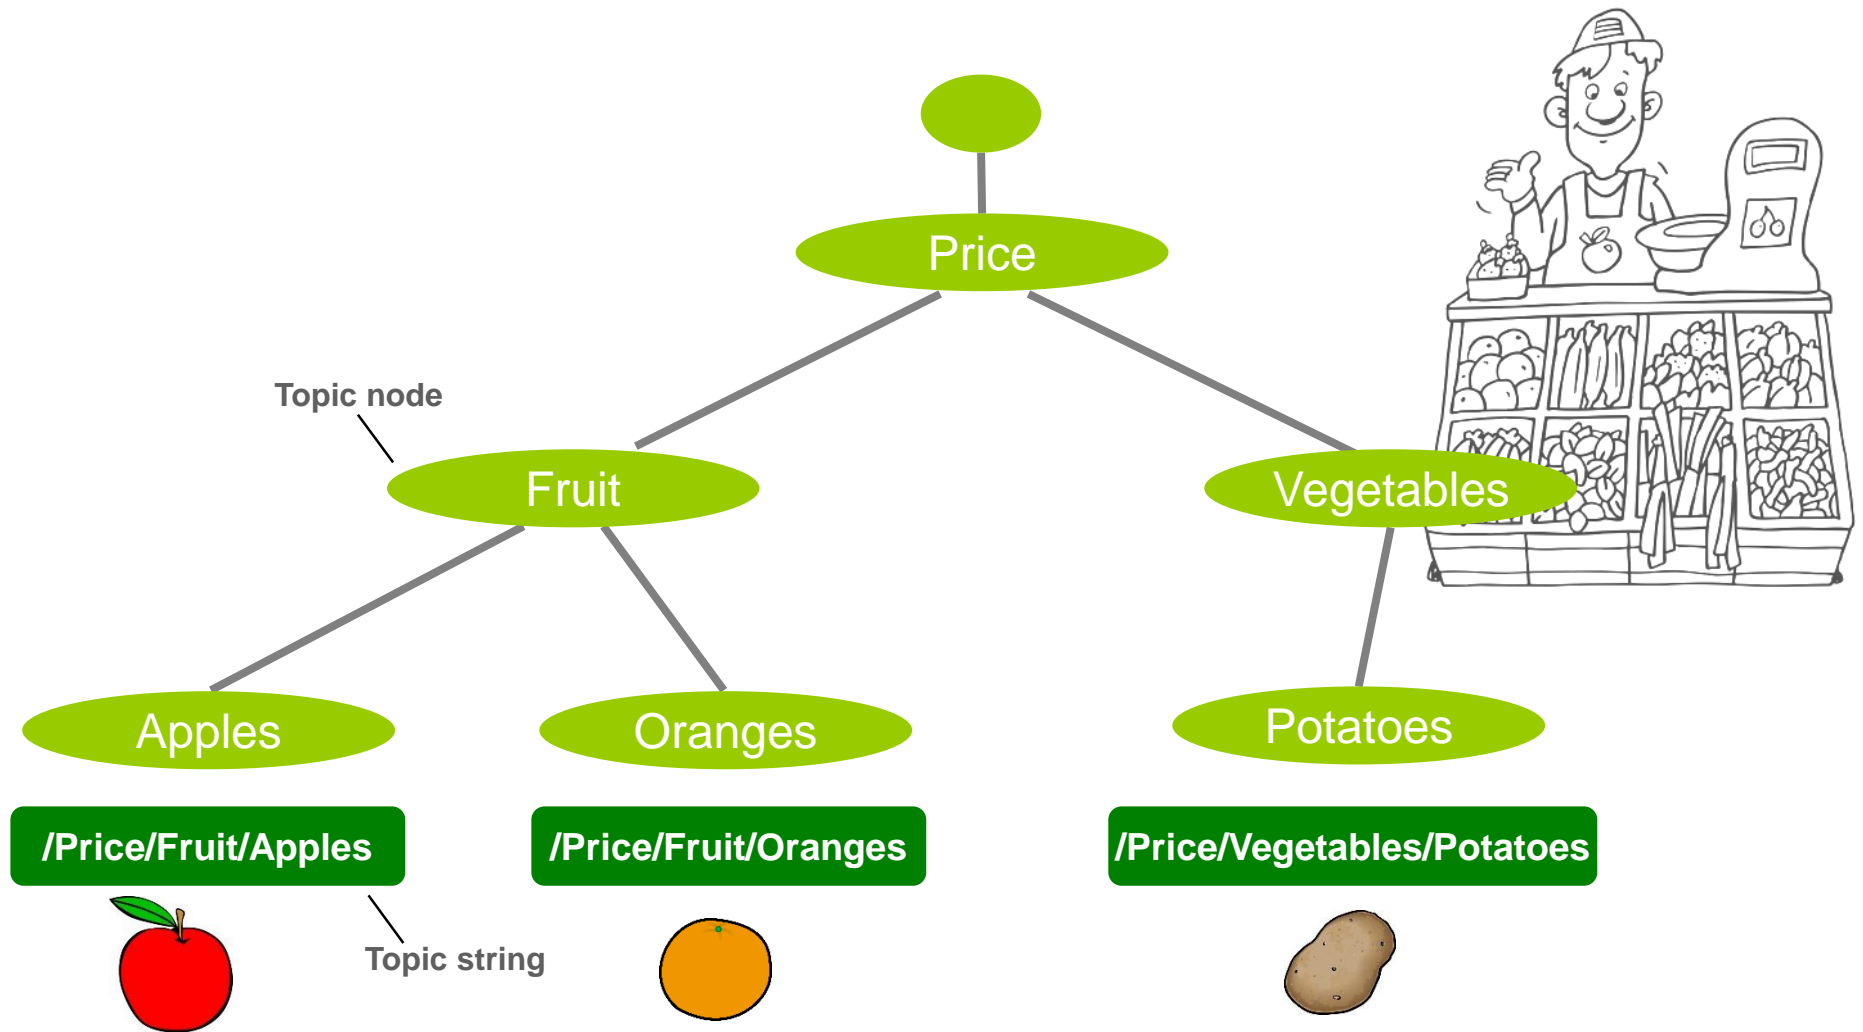 Price
Topic node
Fruit
Vegetables
Apples
Oranges
Potatoes
/Price/Fruit/Apples
/Price/Fruit/Oranges
/Price/Vegetables/Potatoes
Topic string